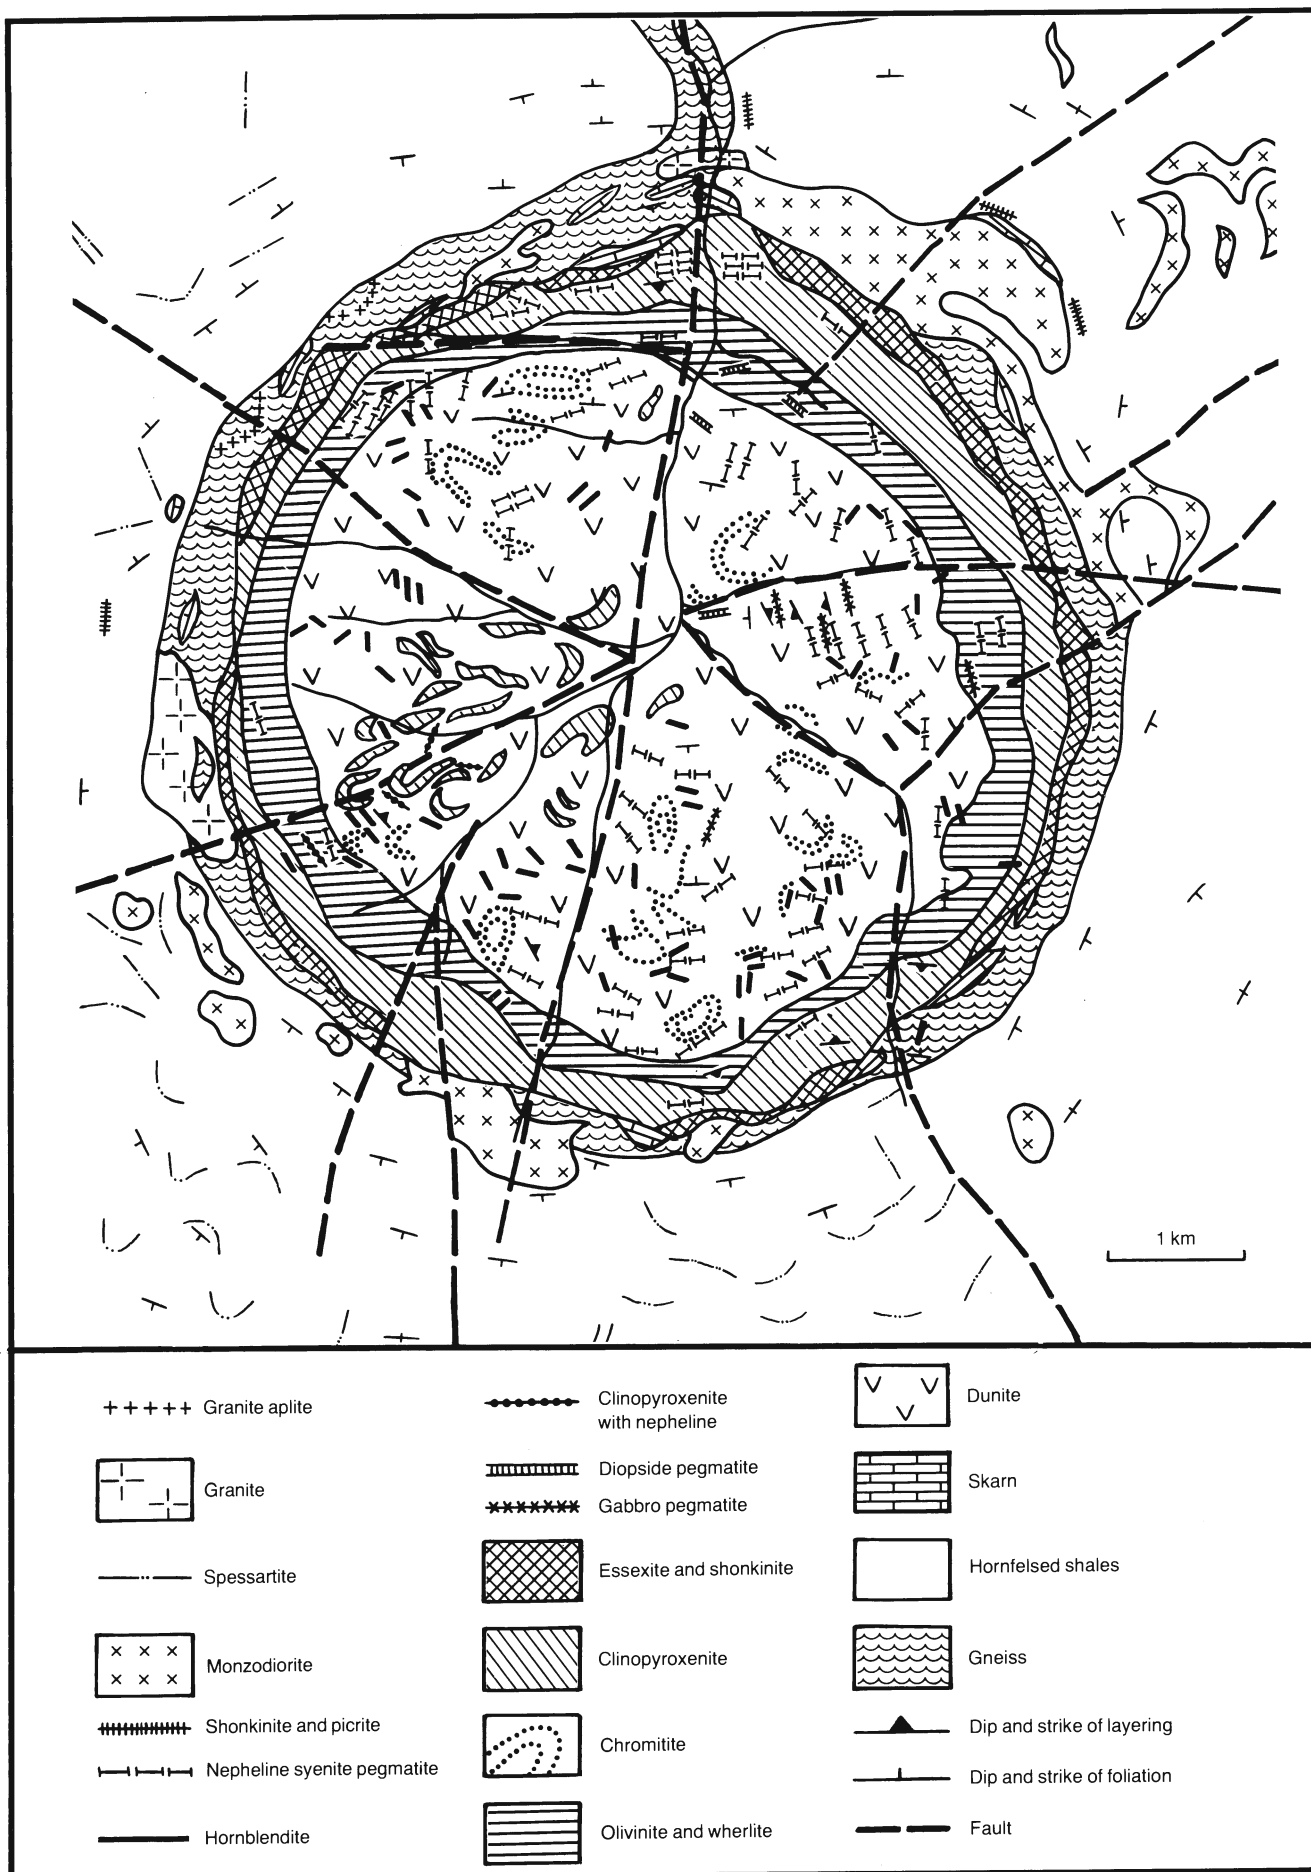 1 km
Granite aplite
Granite
Spessartite
Monzodiorite
Shonkinite and picrite
Nepheline syenite pegmatite
Hornblendite
Clinopyroxenite
with nepheline
Diopside pegmatite
Gabbro pegmatite
Essexite and shonkinite
Clinopyroxenite
Chromitite
Olivinite and wherlite
Dunite
Skarn
Hornfelsed shales
Gneiss
Dip and strike of layering
Dip and strike of foliation
Fault